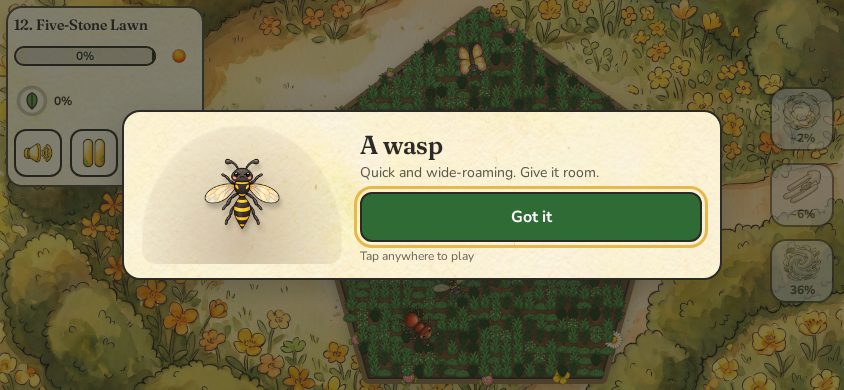 12. Five-Stone Lawn
0%
0%
A wasp
Quick and wide-roaming. Give it room.
Got it
Tap anywhere to play
-2%
-6%
36%